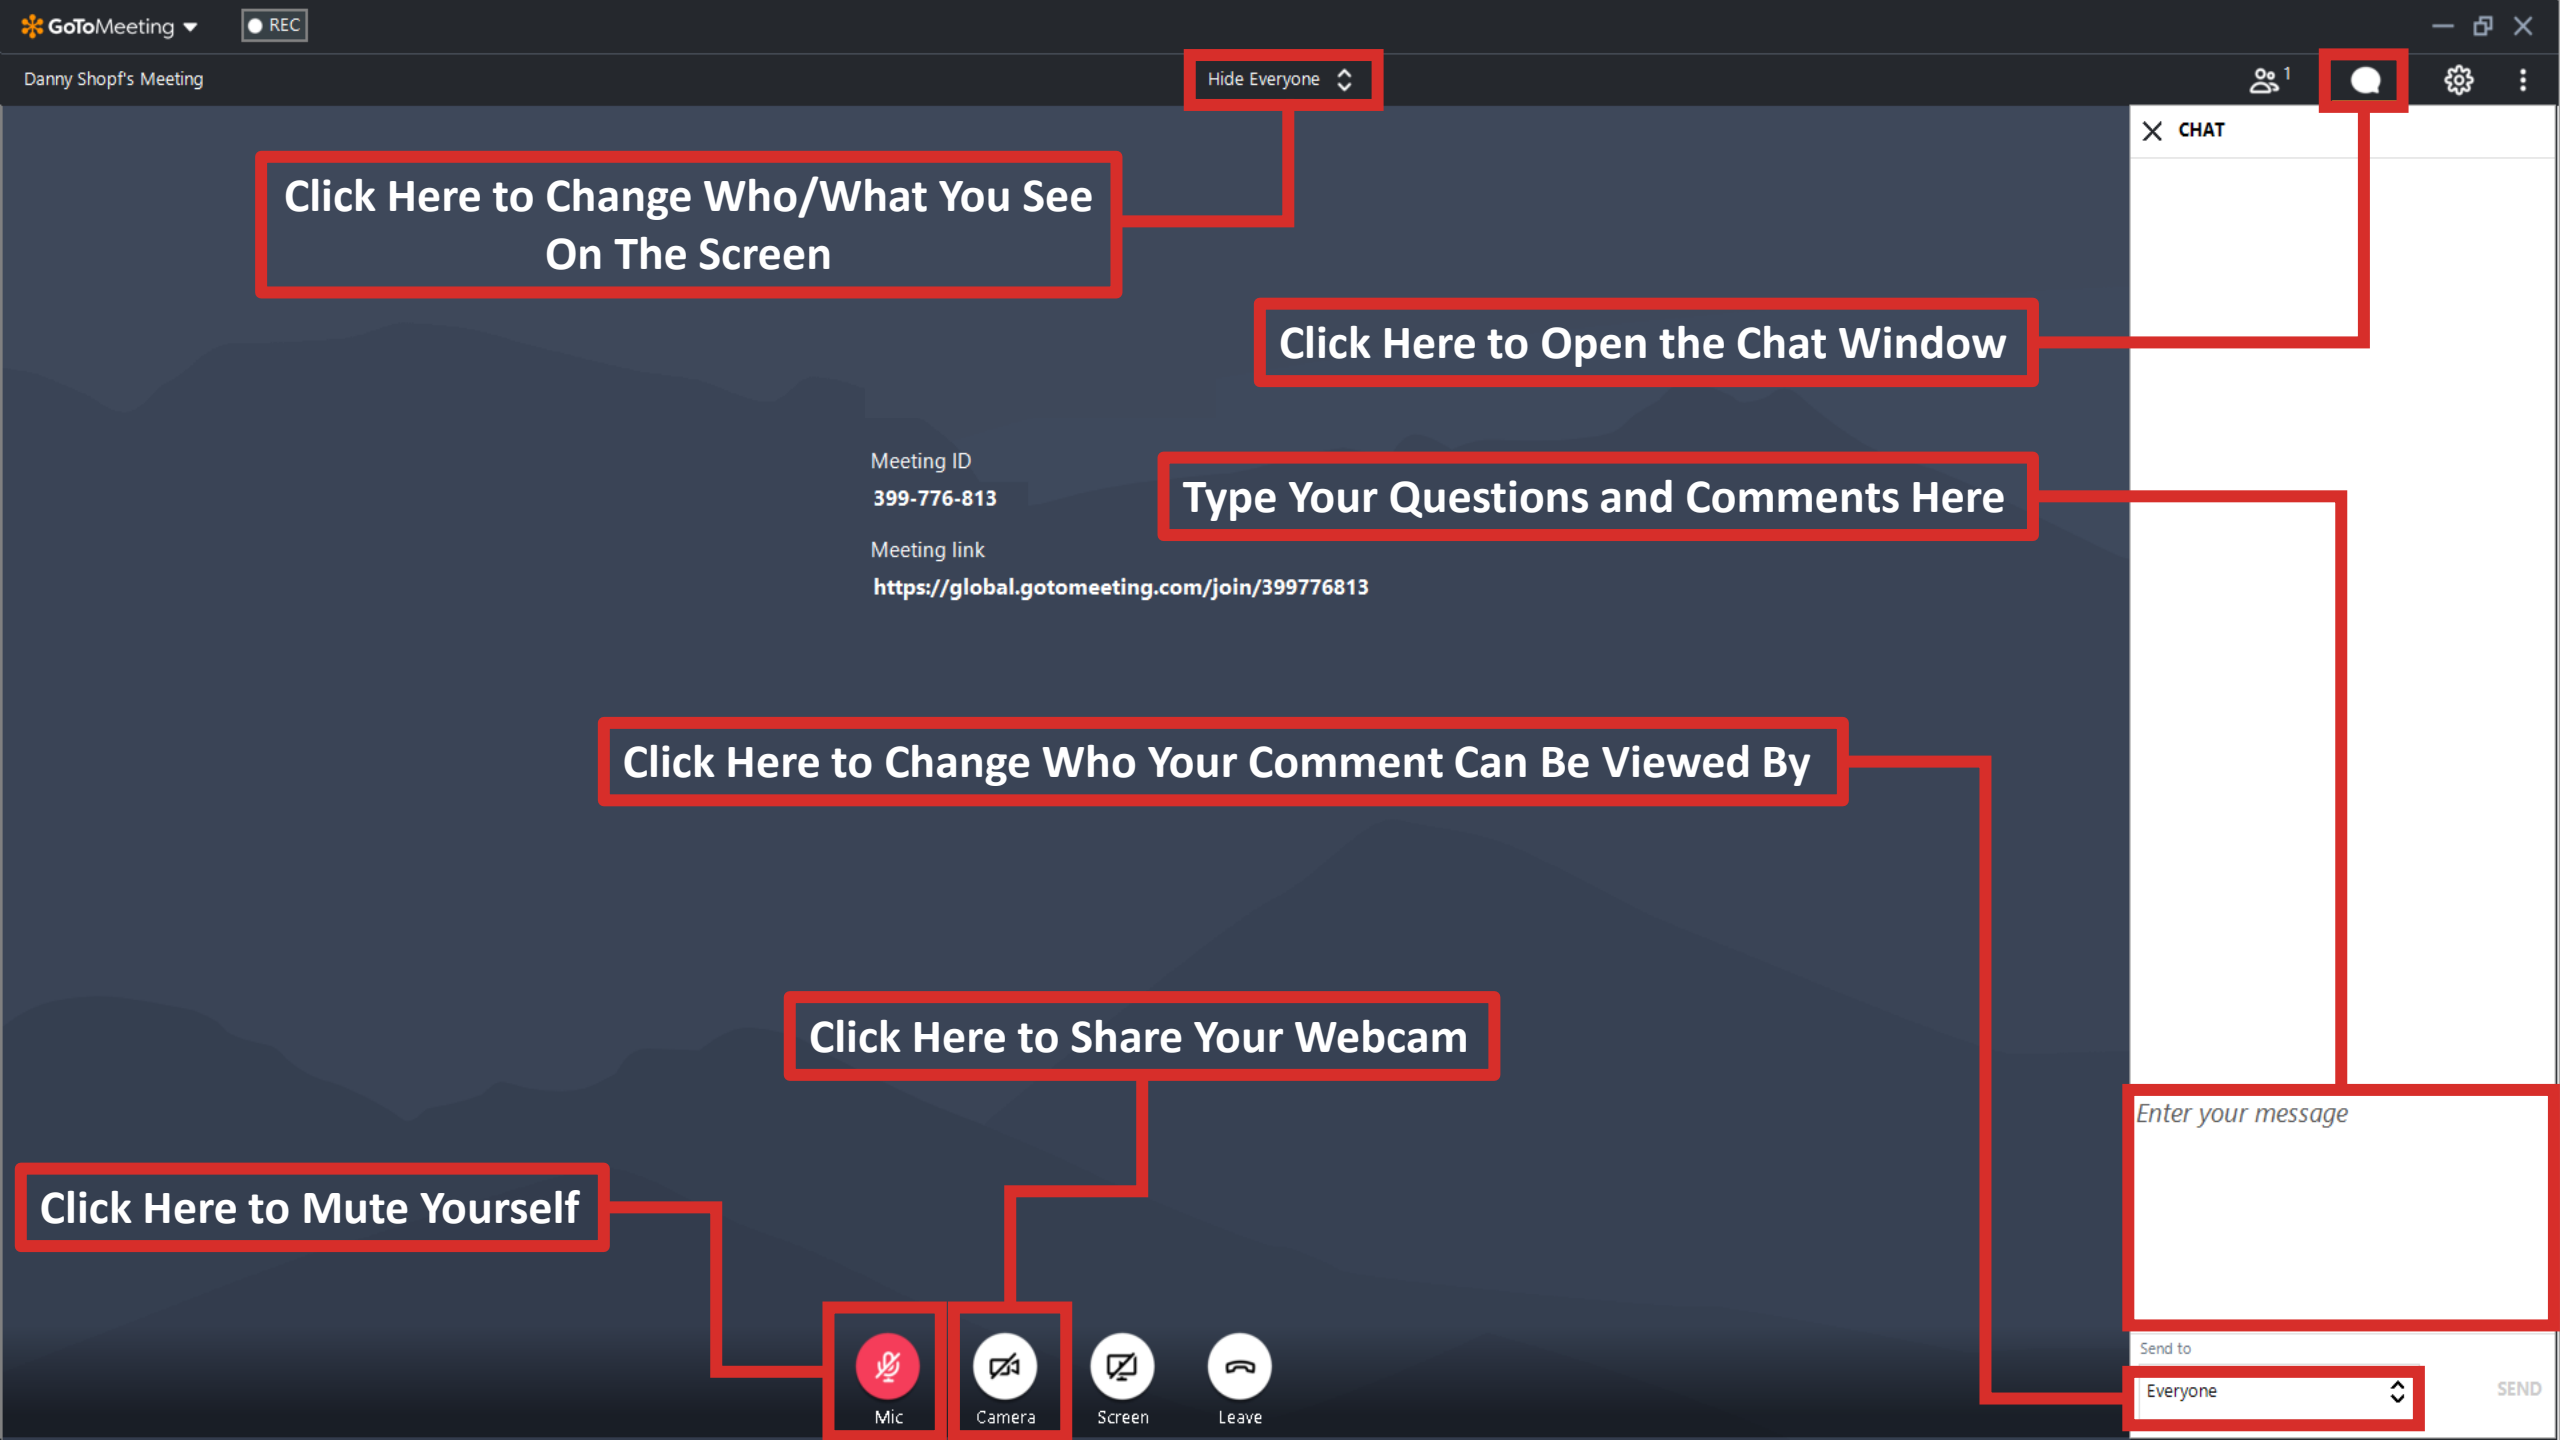 GoToMeeting
REC
Danny Shopf's Meeting
Hide Everyone
1
CHAT
Click Here to Change Who/What You See
On The Screen
Click Here to Open the Chat Window
Meeting ID
399-776-813
Type Your Questions and Comments Here
Meeting link
https://global.gotomeeting.com/join/399776813
Click Here to Change Who Your Comment Can Be Viewed By
Click Here to Share Your Webcam
Enter your message
Click Here to Mute Yourself
Send to
Everyone
SEND
Mic
Camera
Screen
Leave